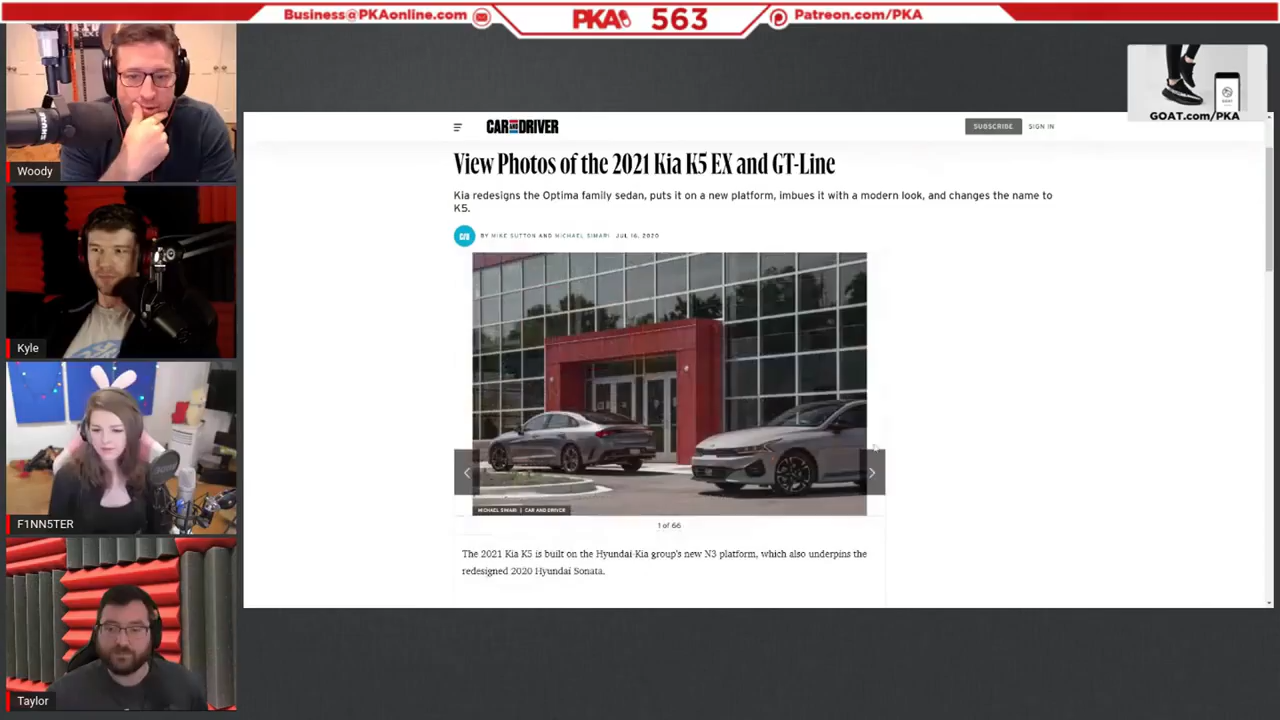 Business@PKAonline.com
PKA 563
Patreon.com/PKA
Woody
Kyle
F1NN5TER
Taylor
GOAT.com/PKA
CAR AND DRIVER
SUBSCRIBE
SIGN IN
View Photos of the 2021 Kia K5 EX and GT-Line
Kia redesigns the Optima family sedan, puts it on a new platform, imbues it with a modern look, and changes the name to
K5.
BY MIKE SUTTON AND MICHAEL SIMARI JUL 16, 2020
MICHAEL SIMARI | CAR AND DRIVER
1 of 66
The 2021 Kia K5 is built on the Hyundai-Kia group's new N3 platform, which also underpins the
redesigned 2020 Hyundai Sonata.